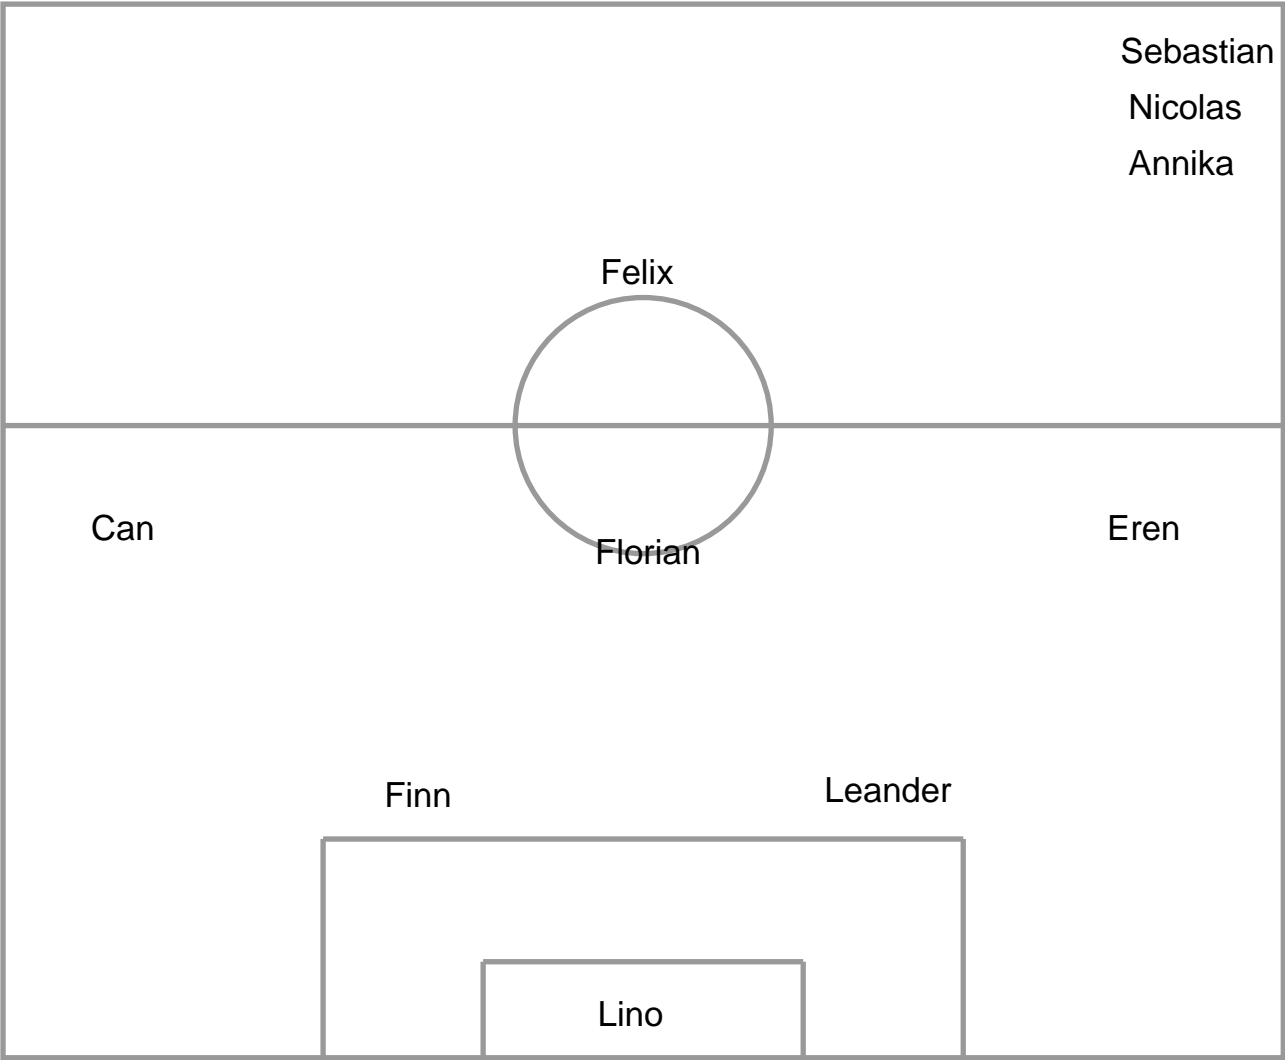 Sebastian
Nicolas
Annika
Felix
Can
Eren
Florian
Finn
Leander
Lino